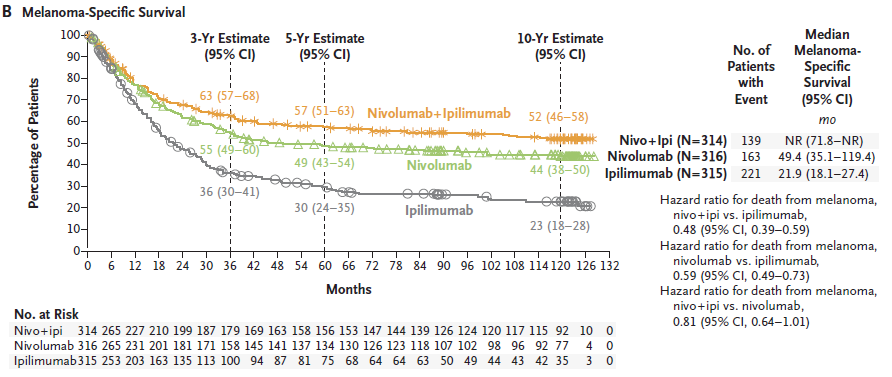 B Melanoma-Specific Survival
Percentage of Patients
100
90
80
70
60
50
40
30
20
10
0
3-Yr Estimate
(95% CI)
5-Yr Estimate
(95% CI)
10-Yr Estimate
(95% CI)
63 (57–68)
57 (51–63)
Nivolumab+Ipilimumab
52 (46–58)
55 (49–60)
49 (43–54)
Nivolumab
44 (38–50)
36 (30–41)
30 (24–35)
Ipilimumab
23 (18–28)
0 6 12 18 24 30 36 42 48 54 60 66 72 78 84 90 96 102 108 114 120 126 132
Months
No. of
Patients
with
Event
Median
Melanoma-
Specific
Survival
(95% CI)
mo
Nivo+Ipi (N=314) 139 NR (71.8–NR)
Nivolumab (N=316) 163 49.4 (35.1–119.4)
Ipilimumab (N=315) 221 21.9 (18.1–27.4)
Hazard ratio for death from melanoma,
nivo+ipi vs. ipilimumab,
0.48 (95% CI, 0.39–0.59)
Hazard ratio for death from melanoma,
nivolumab vs. ipilimumab,
0.59 (95% CI, 0.49–0.73)
Hazard ratio for death from melanoma,
nivo+ipi vs. nivolumab,
0.81 (95% CI, 0.64–1.01)
No. at Risk
Nivo+ipi 314 265 227 210 199 187 179 169 163 158 156 153 147 144 139 126 124 120 117 115 92 10 0
Nivolumab 316 265 231 201 181 171 158 145 141 137 134 130 126 123 118 107 102 98 96 92 77 4 0
Ipilimumab 315 253 203 163 135 113 100 94 87 81 75 68 64 64 63 50 49 44 43 42 35 3 0